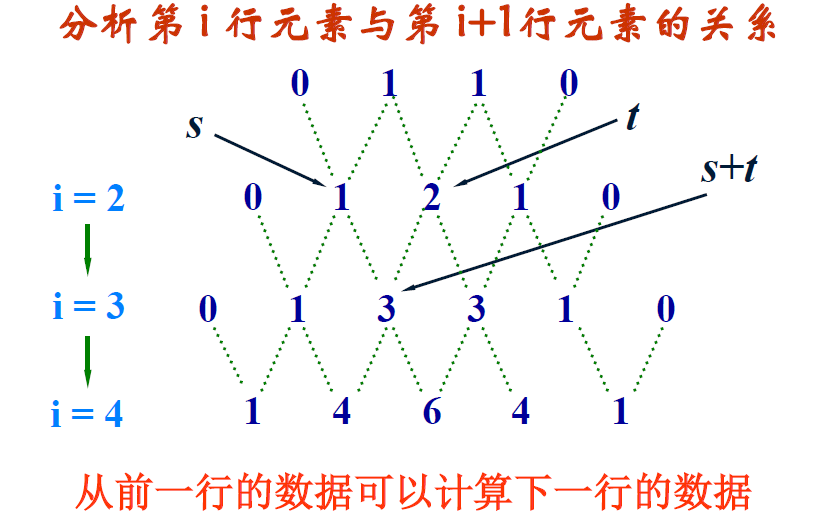 分析第 i 行元素与第 i+1行元素的关系
0 1 1 0
s t
s+t
i = 2 0 1 2 1 0
i = 3 0 1 3 3 1 0
i = 4 1 4 6 4 1
从前一行的数据可以计算下一行的数据